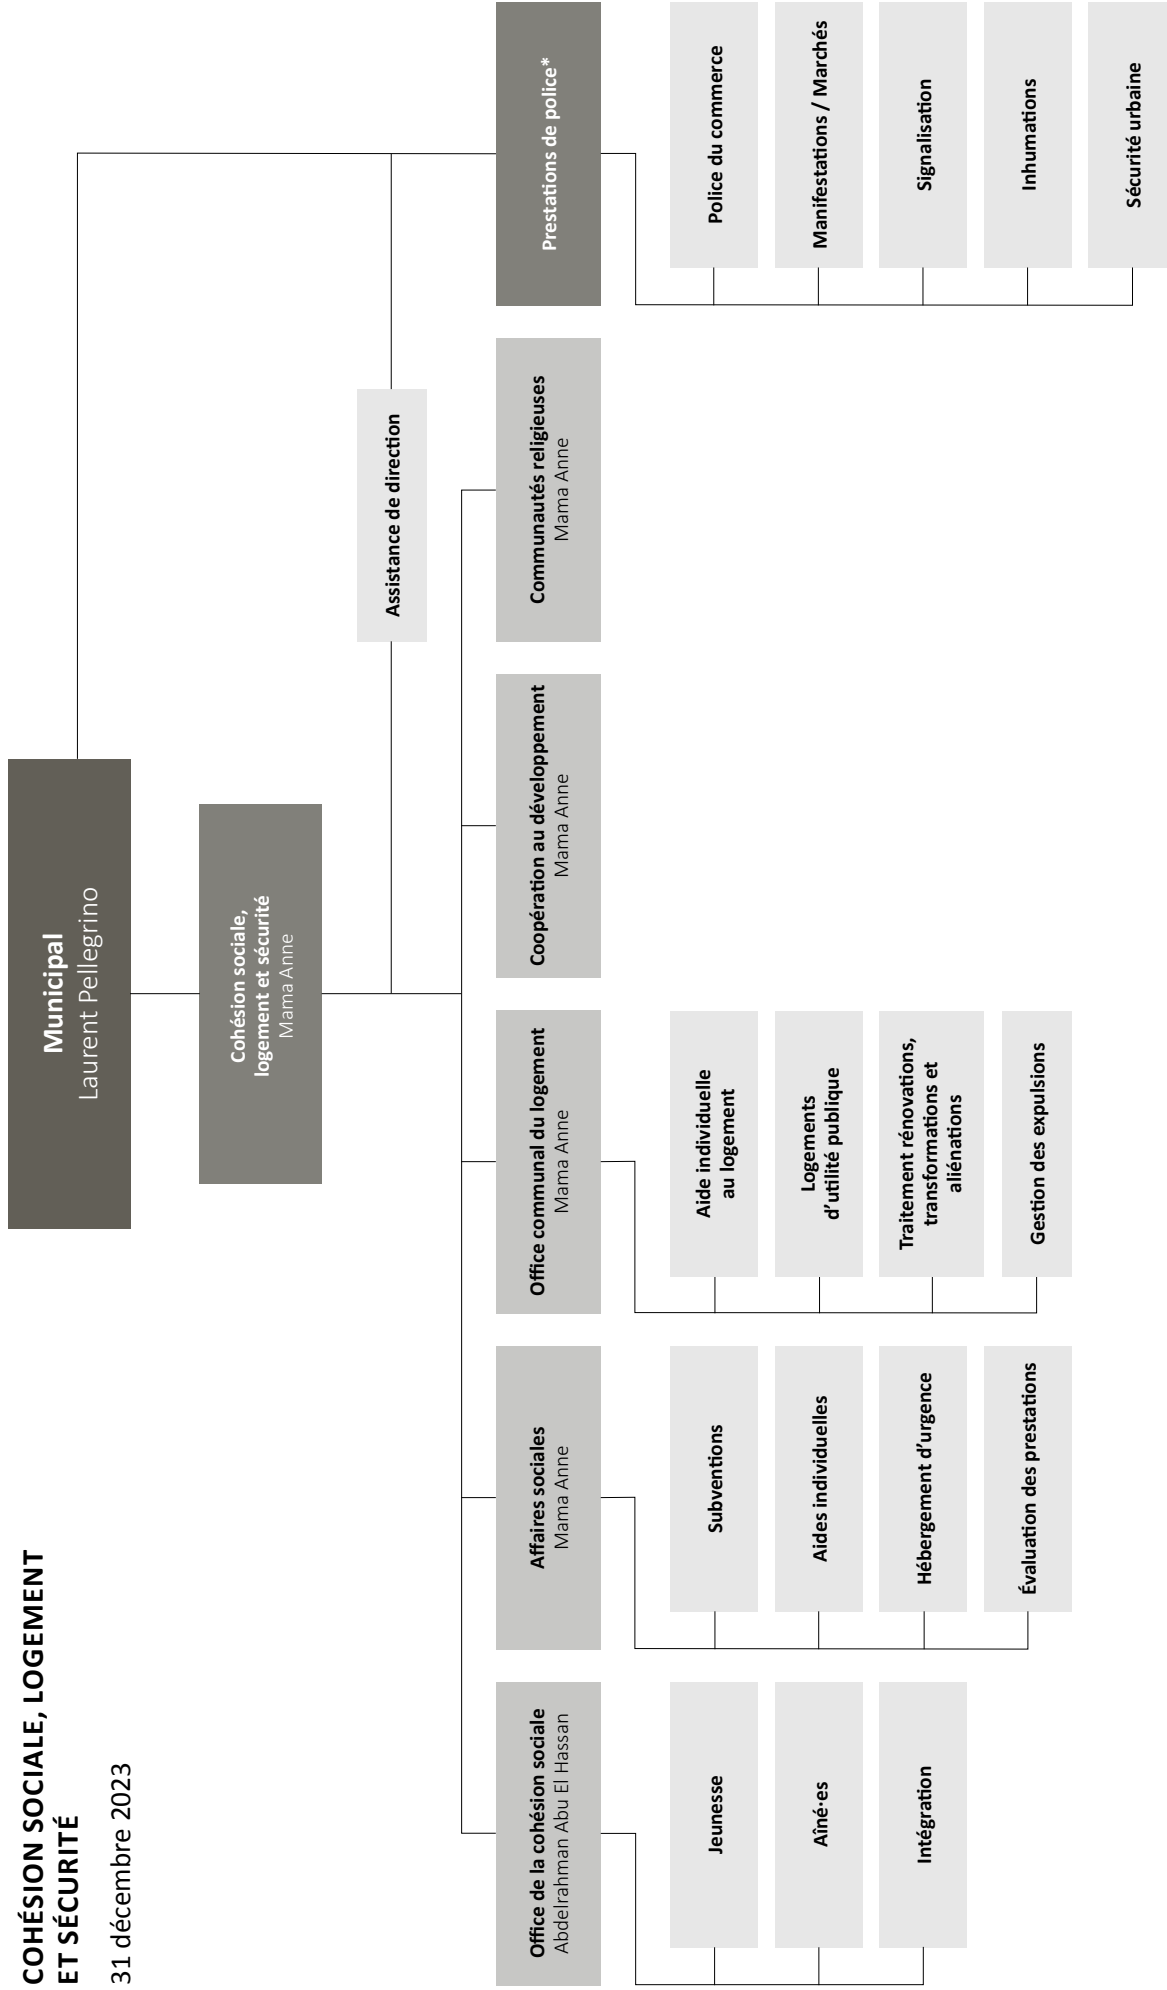 COHÉSION SOCIALE, LOGEMENT
ET SÉCURITÉ
31 décembre 2023
Municipal
Laurent Pellegrino
Cohésion sociale,
logement et sécurité
Mama Anne
Assistance de direction
Office de la cohésion sociale
Abdelrahman Abu El Hassan
Jeunesse
Aîné·es
Intégration
Affaires sociales
Mama Anne
Subventions
Aides individuelles
Hébergement d’urgence
Évaluation des prestations
Office communal du logement
Mama Anne
Aide individuelle
au logement
Logements
d’utilité publique
Traitement rénovations,
transformations et
aliénations
Gestion des expulsions
Coopération au développement
Mama Anne
Communautés religieuses
Mama Anne
Prestations de police*
Police du commerce
Manifestations / Marchés
Signalisation
Inhumations
Sécurité urbaine